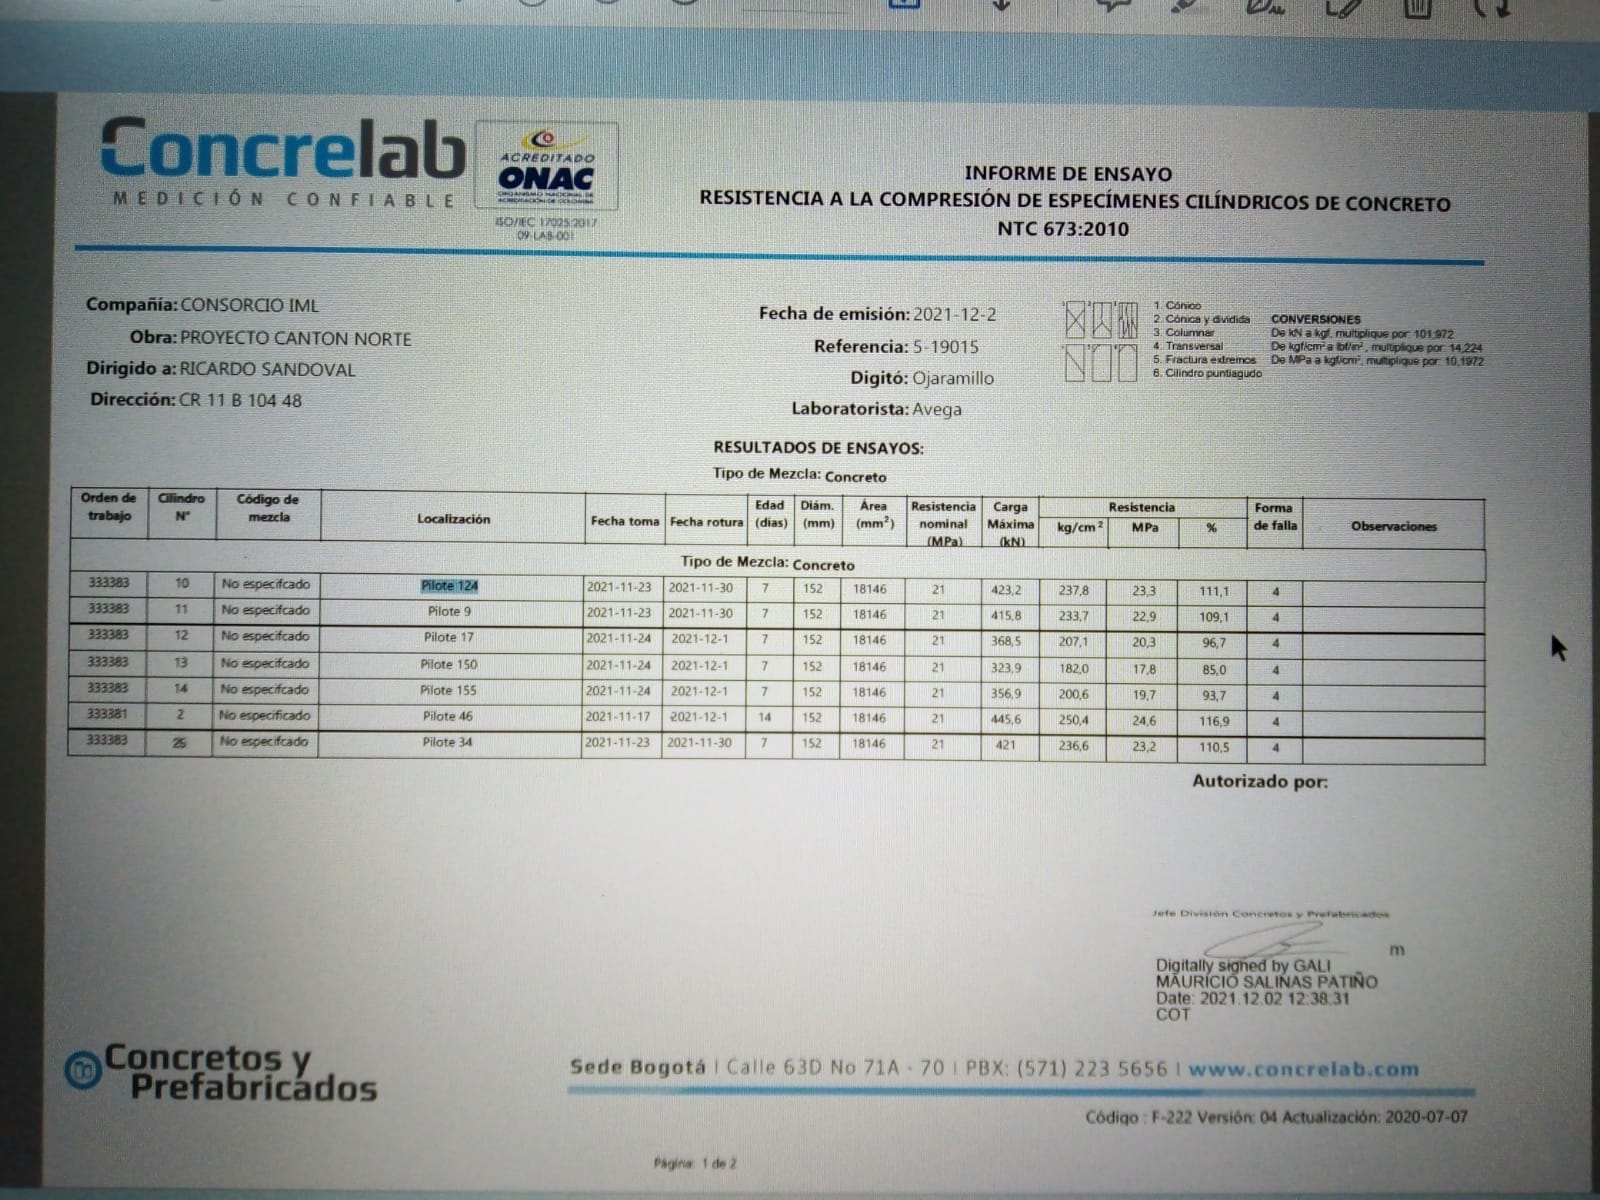 Concrelab
MEDICIÓN CONFIABLE
ACREDITADO
ONAC
ORGANISMO NACIONAL DE
ACREDITACIÓN DE COLOMBIA
ISO/IEC 17025:2017
09-LAB-001
INFORME DE ENSAYO
RESISTENCIA A LA COMPRESIÓN DE ESPECÍMENES CILÍNDRICOS DE CONCRETO
NTC 673:2010
Compañía: CONSORCIO IML
Obra: PROYECTO CANTON NORTE
Dirigido a: RICARDO SANDOVAL
Dirección: CR 11 B 104 48
Fecha de emisión: 2021-12-2
Referencia: 5-19015
Digitó: Ojaramillo
Laboratorista: Avega
1. Cónico
2. Cónica y dividida
3. Columnar
4. Transversal
5. Fractura extremos
6. Cilindro puntiagudo
CONVERSIONES
De kN a kgf, multiplique por: 101,972
De kgf/cm² a lbf/in², multiplique por: 14,224
De MPa a kgf/cm², multiplique por: 10,1972
RESULTADOS DE ENSAYOS:
Tipo de Mezcla: Concreto
Orden de trabajo Cilindro N° Código de mezcla Localización Fecha toma Fecha rotura Edad (días) Diám. (mm) Área (mm²) Resistencia nominal (MPa) Carga Máxima (kN) Resistencia kg/cm² MPa % Forma de falla Observaciones
Tipo de Mezcla: Concreto
333383 10 No especifcado Pilote 124 2021-11-23 2021-11-30 7 152 18146 21 423,2 237,8 23,3 111,1 4
333383 11 No especifcado Pilote 9 2021-11-23 2021-11-30 7 152 18146 21 415,8 233,7 22,9 109,1 4
333383 12 No especifcado Pilote 17 2021-11-24 2021-12-1 7 152 18146 21 368,5 207,1 20,3 96,7 4
333383 13 No especifcado Pilote 150 2021-11-24 2021-12-1 7 152 18146 21 323,9 182,0 17,8 85,0 4
333383 14 No especifcado Pilote 155 2021-11-24 2021-12-1 7 152 18146 21 356,9 200,6 19,7 93,7 4
333381 2 No especificado Pilote 46 2021-11-17 2021-12-1 14 152 18146 21 445,6 250,4 24,6 116,9 4
333383 25 No especifcado Pilote 34 2021-11-23 2021-11-30 7 152 18146 21 421 236,6 23,2 110,5 4
Autorizado por:
Jefe División Concretos y Prefabricados
m
Digitally signed by GALI
MAURICIO SALINAS PATIÑO
Date: 2021.12.02 12:38:31
COT
Concretos y
Prefabricados
Sede Bogotá | Calle 63D No 71A - 70 | PBX: (571) 223 5656 | www.concrelab.com
Código : F-222 Versión: 04 Actualización: 2020-07-07
Página: 1 de 2